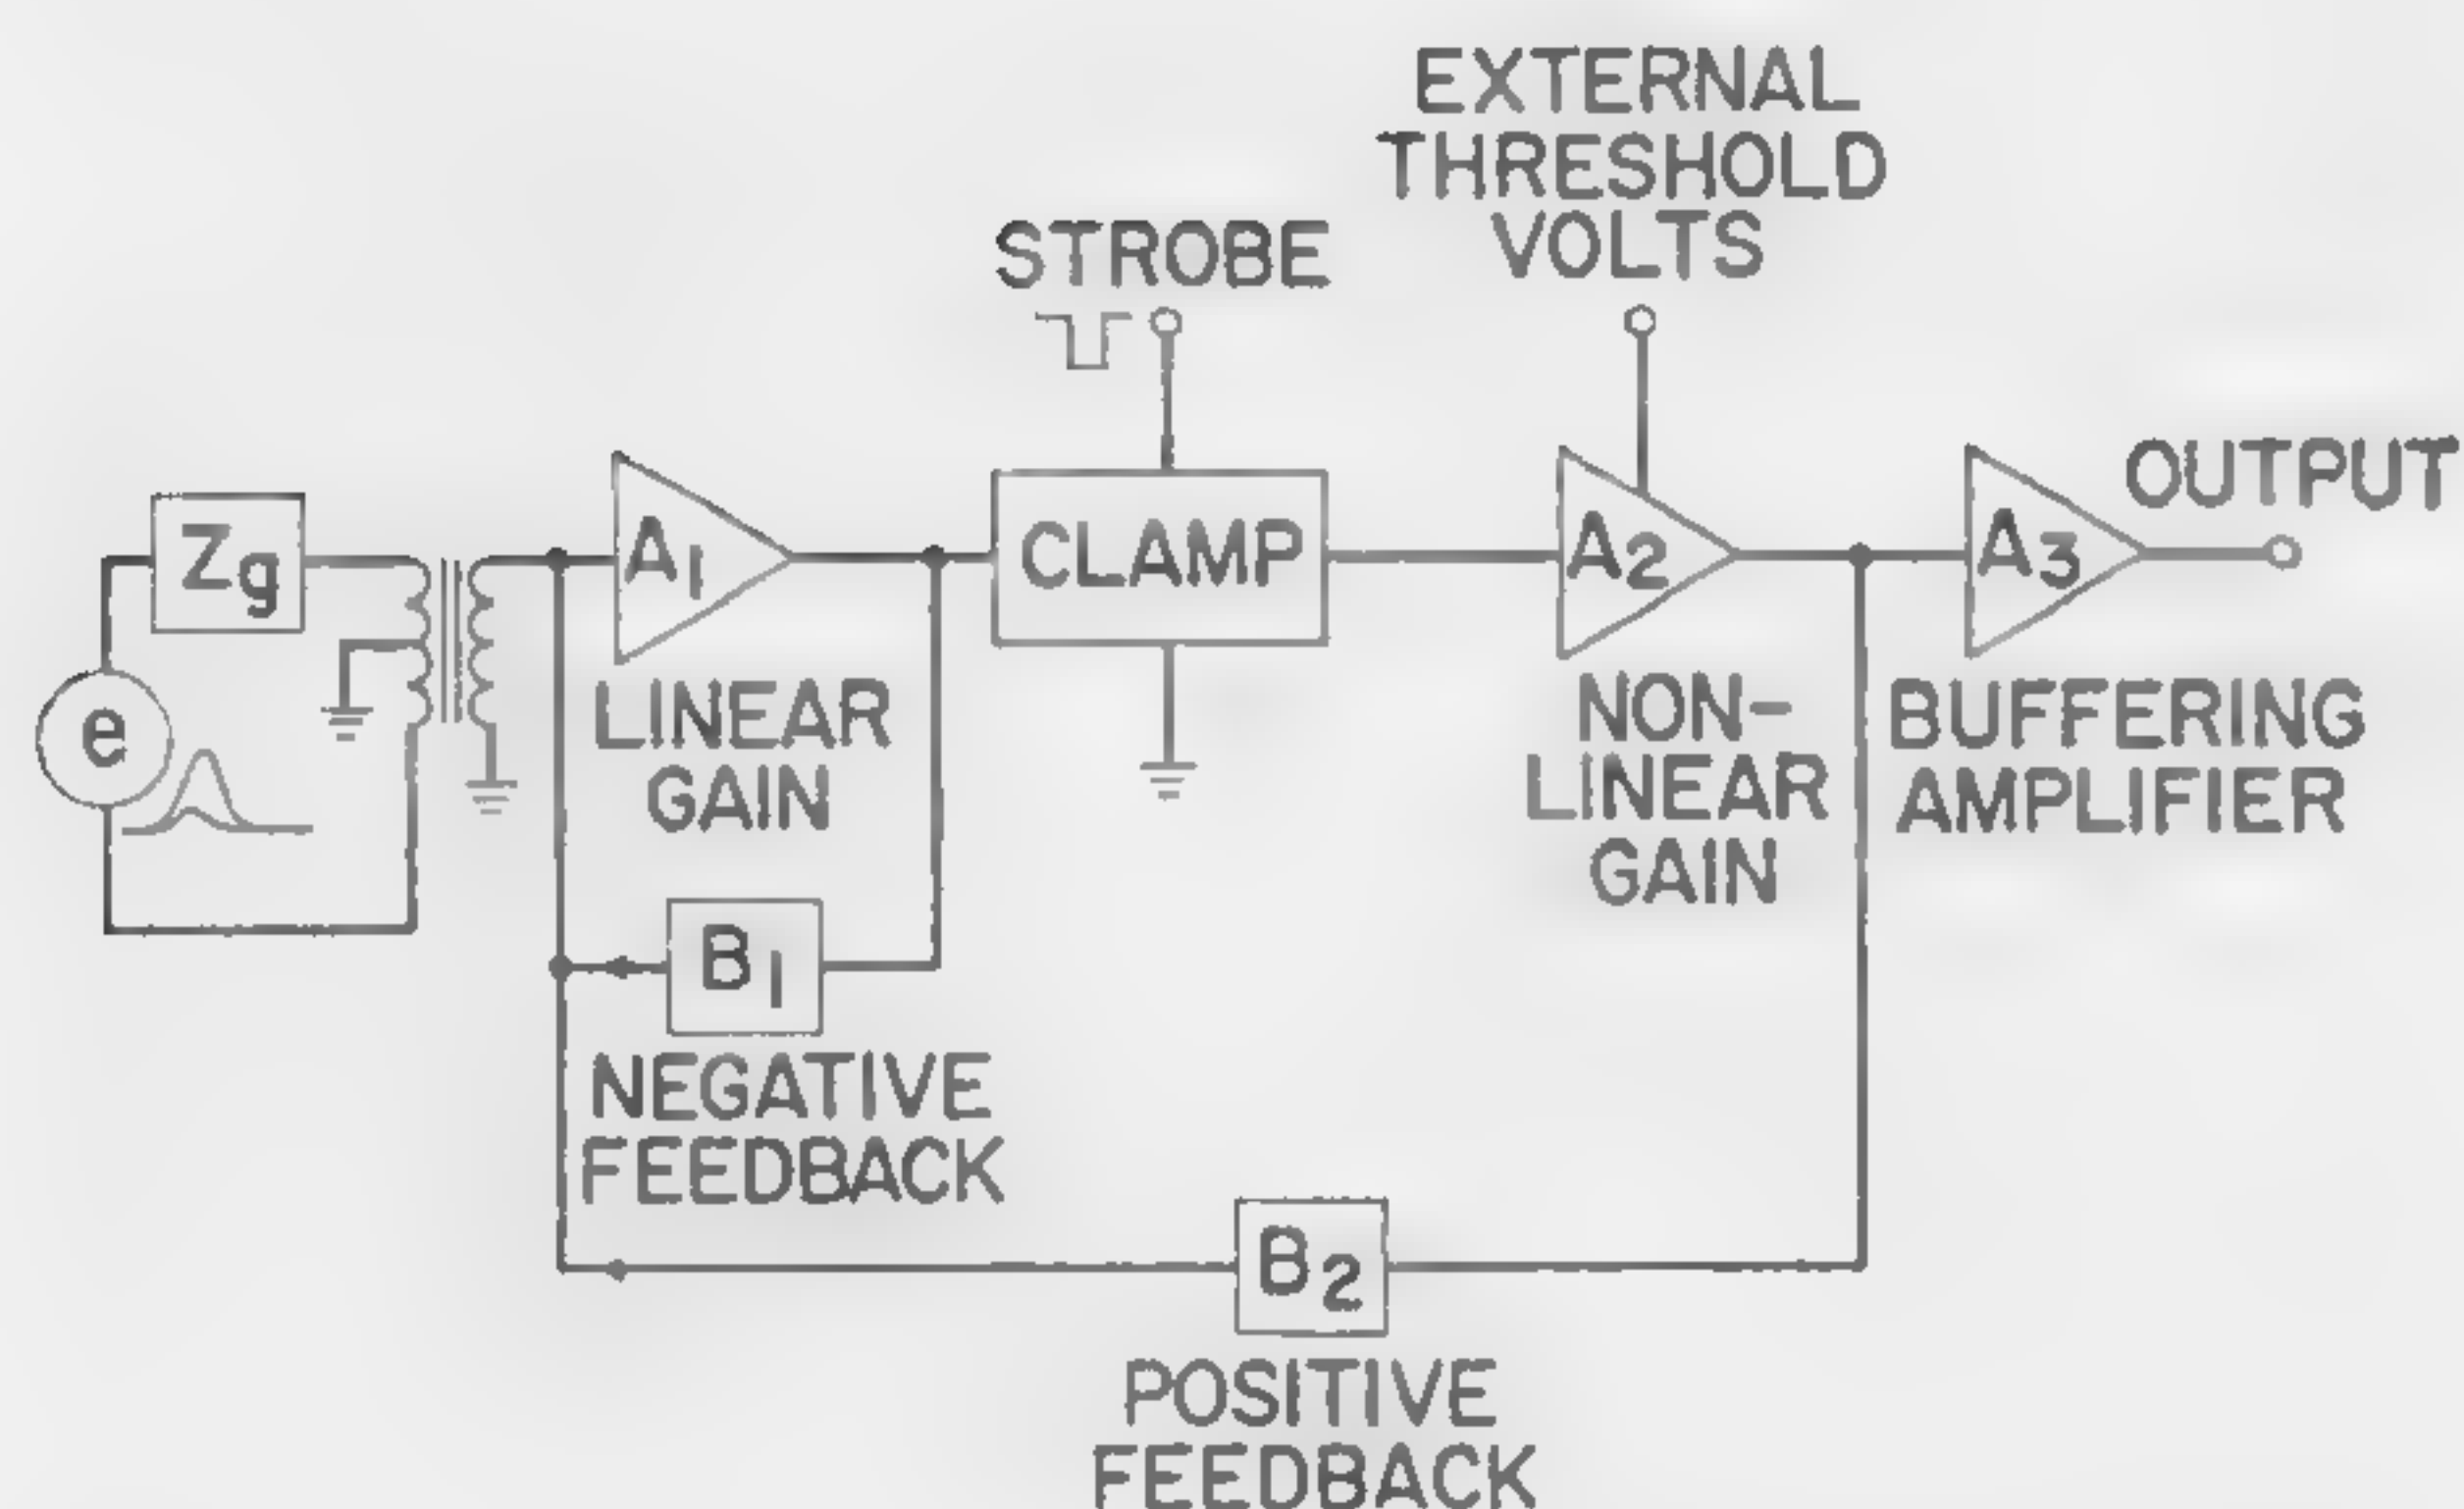 EXTERNAL
THRESHOLD
VOLTS
STROBE
OUTPUT
Zg
A1
CLAMP
A2
A3
e
LINEAR
GAIN
NON-
LINEAR
GAIN
BUFFERING
AMPLIFIER
B1
NEGATIVE
FEEDBACK
B2
POSITIVE
FEEDBACK